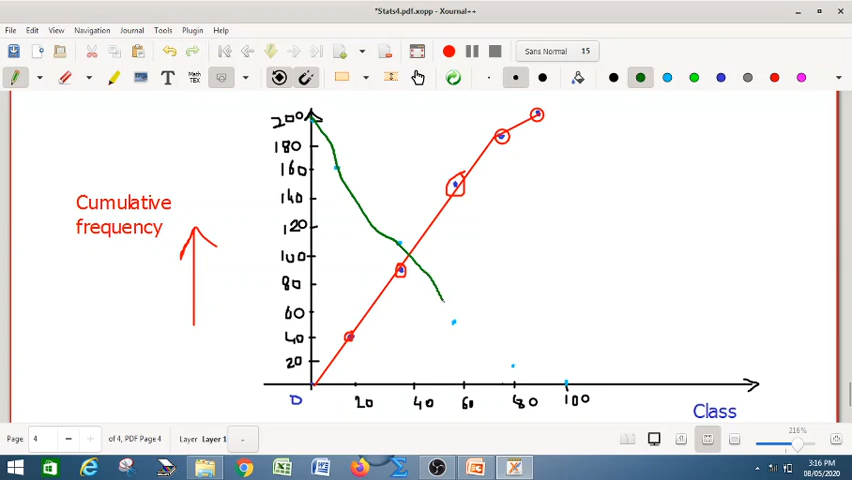 *Stats4.pdf.xopp - Xournal++
File Edit View Navigation Journal Tools Plugin Help
Sans Normal 15
T Math TEX
200
180
160
140
120
100
80
60
40
20
0
20 40 60 80 100
Cumulative
frequency
Class
216%
Page 4 of 4, PDF Page 4 Layer Layer 1
3:16 PM
08/05/2020